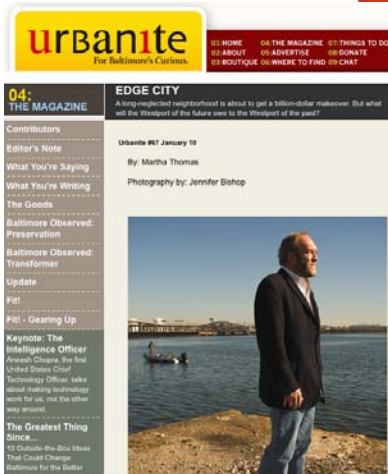 urbanite
For Baltimore's Curious.
01:HOME 04:THE MAGAZINE 07:THINGS TO DO
02:ABOUT 05:ADVERTISE 08:DONATE
03:BOUTIQUE 06:WHERE TO FIND 09:CHAT
04:
THE MAGAZINE
EDGE CITY
A long-neglected neighborhood is about to get a billion-dollar makeover. But what
will the Westport of the future owe to the Westport of the past?
Contributors
Editor's Note
What You're Saying
What You're Writing
The Goods
Baltimore Observed:
Preservation
Baltimore Observed:
Transformer
Update
Fit!
Fit! - Gearing Up
Keynote: The
Intelligence Officer
Aneesh Chopra, the first
United States Chief
Technology Officer, talks
about making technology
work for us, not the other
way around.
The Greatest Thing
Since...
10 Outside-the-Box Ideas
That Could Change
Baltimore for the Better
Urbanite #67 January 10
By: Martha Thomas
Photography by: Jennifer Bishop